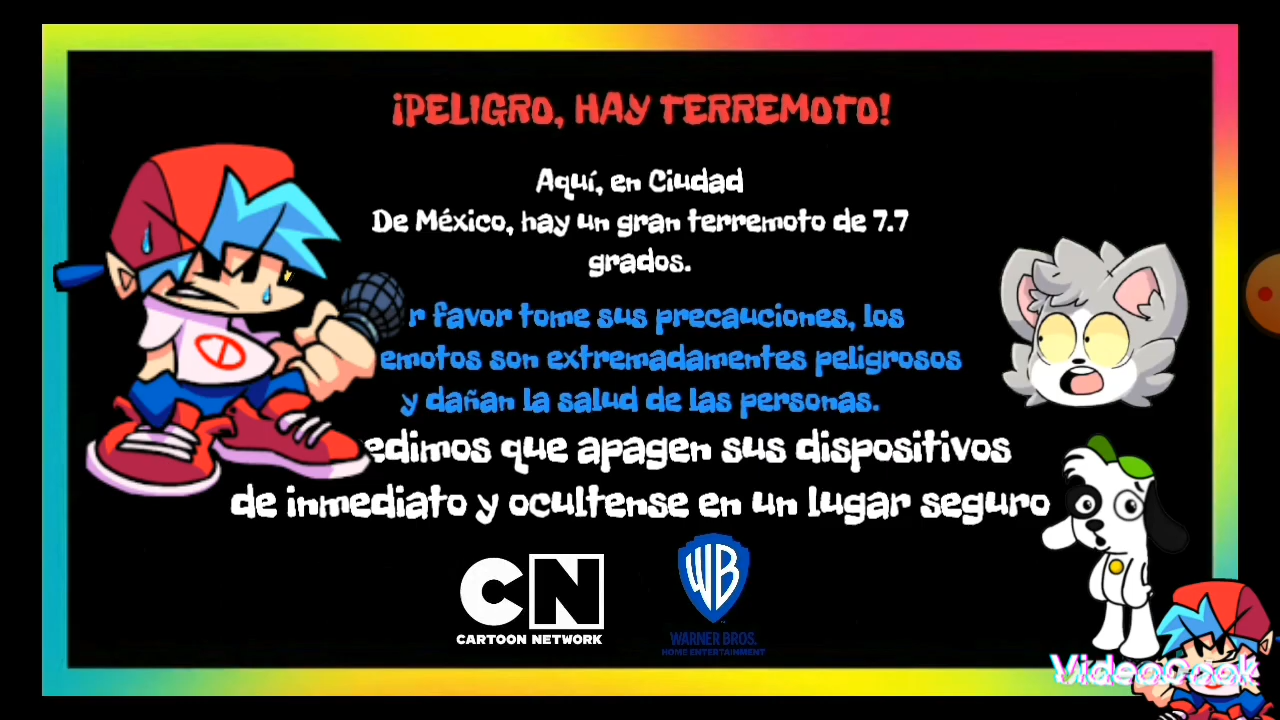 ¡PELIGRO, HAY TERREMOTO!
Aquí, en Ciudad
De México, hay un gran terremoto de 7.7
grados.
r favor tome sus precauciones, los
emotos son extremadamentes peligrosos
y dañan la salud de las personas.
edimos que apagen sus dispositivos
de inmediato y ocultense en un lugar seguro
CN
CARTOON NETWORK
WB
WARNER BROS.
HOME ENTERTAINMENT
VideoCook